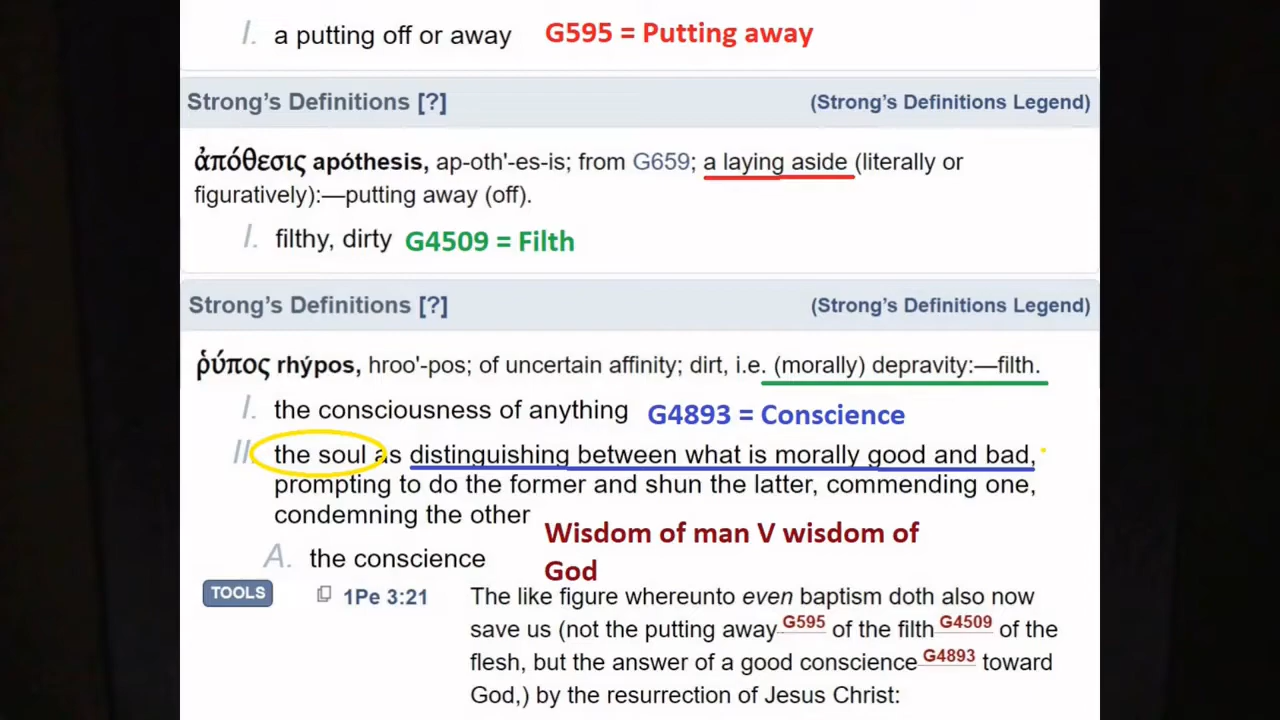 I. a putting off or away G595 = Putting away
Strong's Definitions [?] (Strong's Definitions Legend)
ἀπόθεσις apóthesis, ap-oth'-es-is; from G659; a laying aside (literally or
figuratively):—putting away (off).
I. filthy, dirty G4509 = Filth
Strong's Definitions [?] (Strong's Definitions Legend)
ῥύπος rhýpos, hroo'-pos; of uncertain affinity; dirt, i.e. (morally) depravity:—filth.
I. the consciousness of anything G4893 = Conscience
II. the soul as distinguishing between what is morally good and bad,
prompting to do the former and shun the latter, commending one,
condemning the other
Wisdom of man V wisdom of
God
A. the conscience
TOOLS 1Pe 3:21 The like figure whereunto even baptism doth also now
save us (not the putting away G595 of the filth G4509 of the
flesh, but the answer of a good conscience G4893 toward
God,) by the resurrection of Jesus Christ: